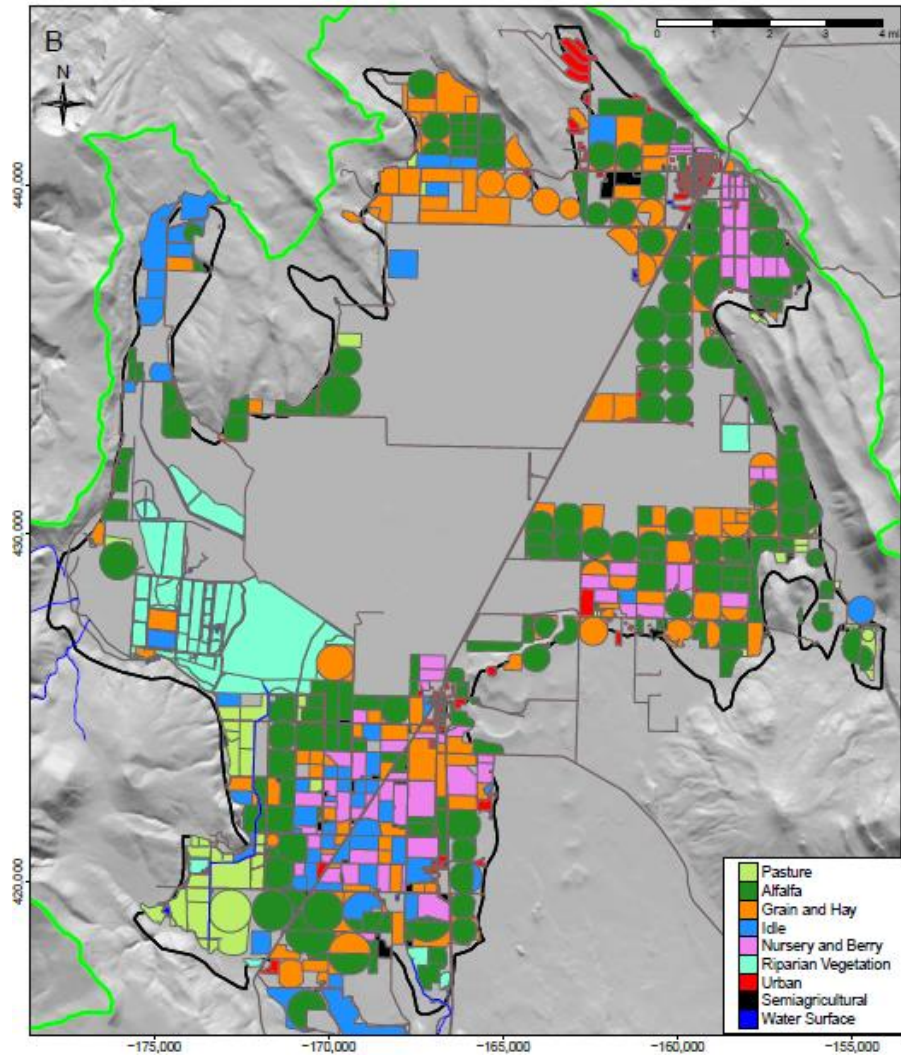 B
N
0 1 2 3 4 mi
440,000
430,000
420,000
−175,000 −170,000 −165,000 −160,000 −155,000
Pasture
Alfalfa
Grain and Hay
Idle
Nursery and Berry
Riparian Vegetation
Urban
Semiagricultural
Water Surface